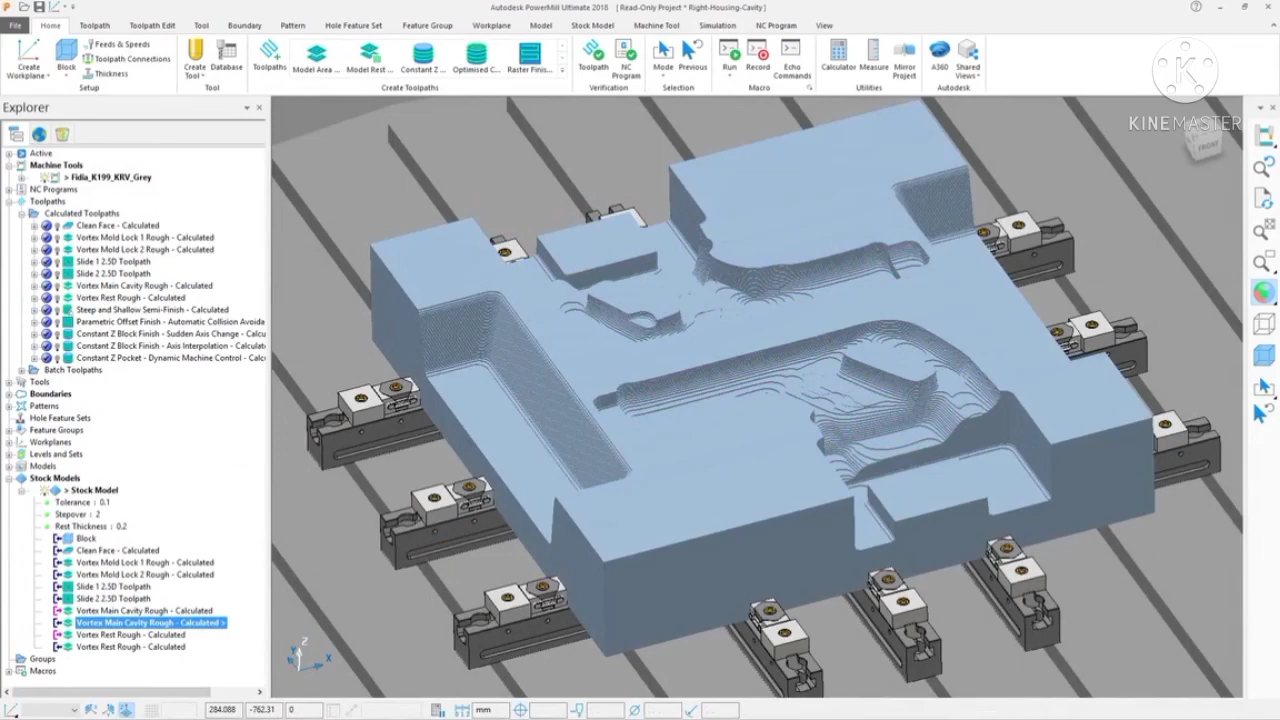 Autodesk PowerMill Ultimate 2018 [ Read-Only Project * Right-Housing-Cavity ]
File Home Toolpath Toolpath Edit Tool Boundary Pattern Hole Feature Set Feature Group Workplane Model Stock Model Machine Tool Simulation NC Program View
Create Workplane
Block
Feeds & Speeds
Toolpath Connections
Thickness
Setup
Create Tool
Database
Tool
Toolpaths
Model Area ...
Model Rest ...
Constant Z ...
Optimised C...
Raster Finis...
Create Toolpaths
Toolpath
NC Program
Verification
Mode
Previous
Selection
Run
Record
Echo Commands
Macro
Calculator
Measure
Mirror Project
Utilities
A360
Shared Views
Autodesk
KINEMASTER
K
FRONT
Explorer
Active
Machine Tools
> Fidia_K199_KRV_Grey
NC Programs
Toolpaths
Calculated Toolpaths
Clean Face - Calculated
Vortex Mold Lock 1 Rough - Calculated
Vortex Mold Lock 2 Rough - Calculated
Slide 1 2.5D Toolpath
Slide 2 2.5D Toolpath
Vortex Main Cavity Rough - Calculated
Vortex Rest Rough - Calculated
Steep and Shallow Semi-Finish - Calculated
Parametric Offset Finish - Automatic Collision Avoida
Constant Z Block Finish - Sudden Axis Change - Calcu
Constant Z Block Finish - Axis Interpolation - Calculat
Constant Z Pocket - Dynamic Machine Control - Calc
Batch Toolpaths
Tools
Boundaries
Patterns
Hole Feature Sets
Feature Groups
Workplanes
Levels and Sets
Models
Stock Models
> Stock Model
Tolerance : 0.1
Stepover : 2
Rest Thickness : 0.2
Block
Clean Face - Calculated
Vortex Mold Lock 1 Rough - Calculated
Vortex Mold Lock 2 Rough - Calculated
Slide 1 2.5D Toolpath
Slide 2 2.5D Toolpath
Vortex Main Cavity Rough - Calculated
Vortex Main Cavity Rough - Calculated >
Vortex Rest Rough - Calculated
Vortex Rest Rough - Calculated
Groups
Macros
Z
Y X
284.088 -762.31 0 mm